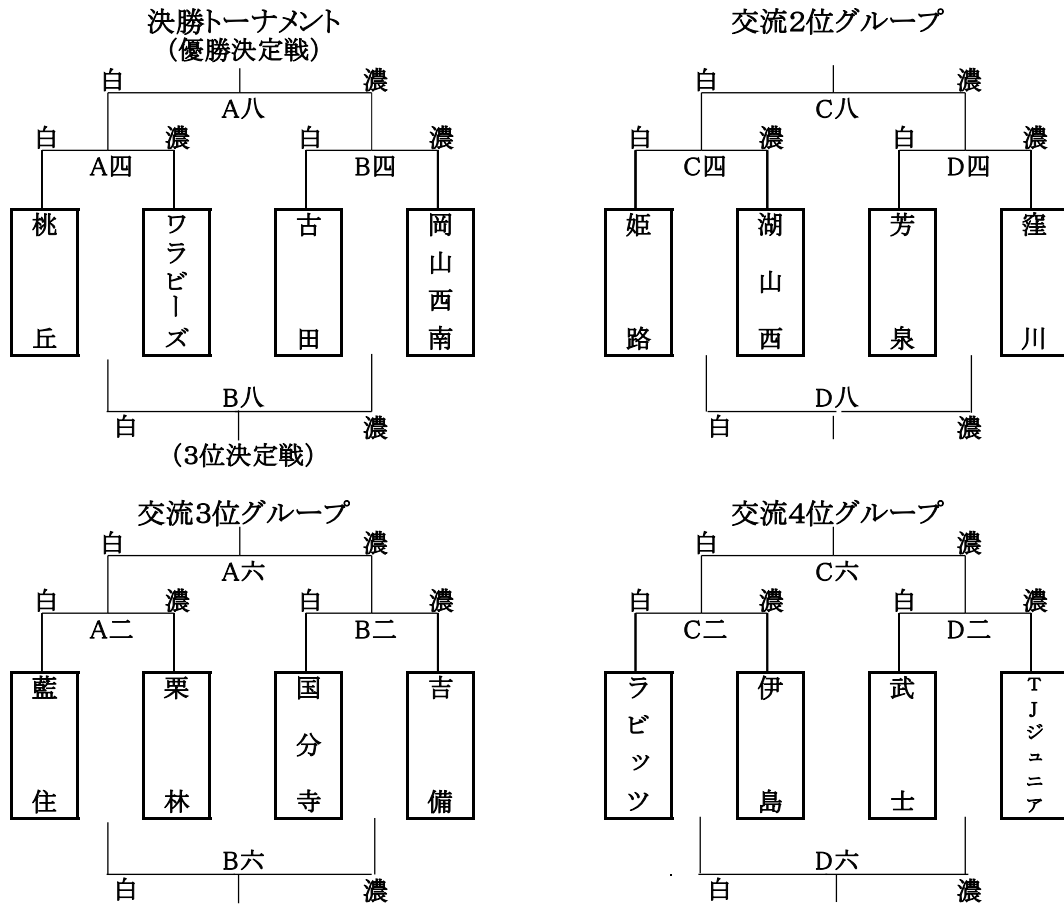 決勝トーナメント
（優勝決定戦）
白 濃
A八
白 濃 白 濃
A四 B四
桃丘
ワラビーズ
古田
岡山西南
B八
白 濃
（3位決定戦）
交流2位グループ
白 濃
C八
白 濃 白 濃
C四 D四
姫路
湖山西
芳泉
窪川
D八
白 濃
交流3位グループ
白 濃
A六
白 濃 白 濃
A二 B二
藍住
栗林
国分寺
吉備
B六
白 濃
交流4位グループ
白 濃
C六
白 濃 白 濃
C二 D二
ラビッツ
伊島
武士
TJジュニア
D六
白 濃